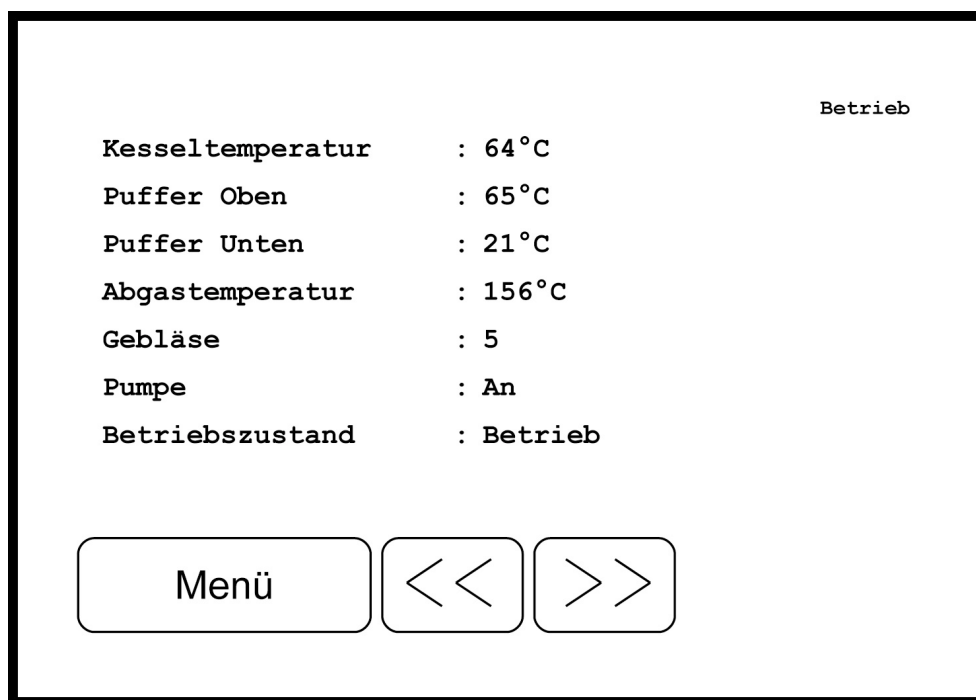 Betrieb
Kesseltemperatur : 64°C
Puffer Oben : 65°C
Puffer Unten : 21°C
Abgastemperatur : 156°C
Gebläse : 5
Pumpe : An
Betriebszustand : Betrieb
Menü << >>